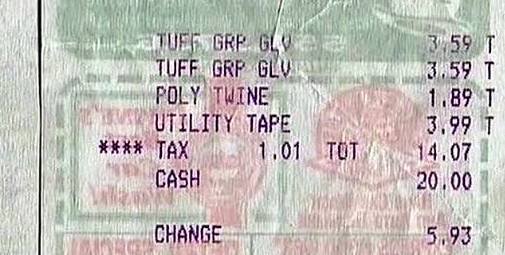 TUFF GRP GLV 3.59 T
TUFF GRP GLV 3.59 T
POLY TWINE 1.89 T
UTILITY TAPE 3.99 T
**** TAX 1.01 TOT 14.07
CASH 20.00
CHANGE 5.93